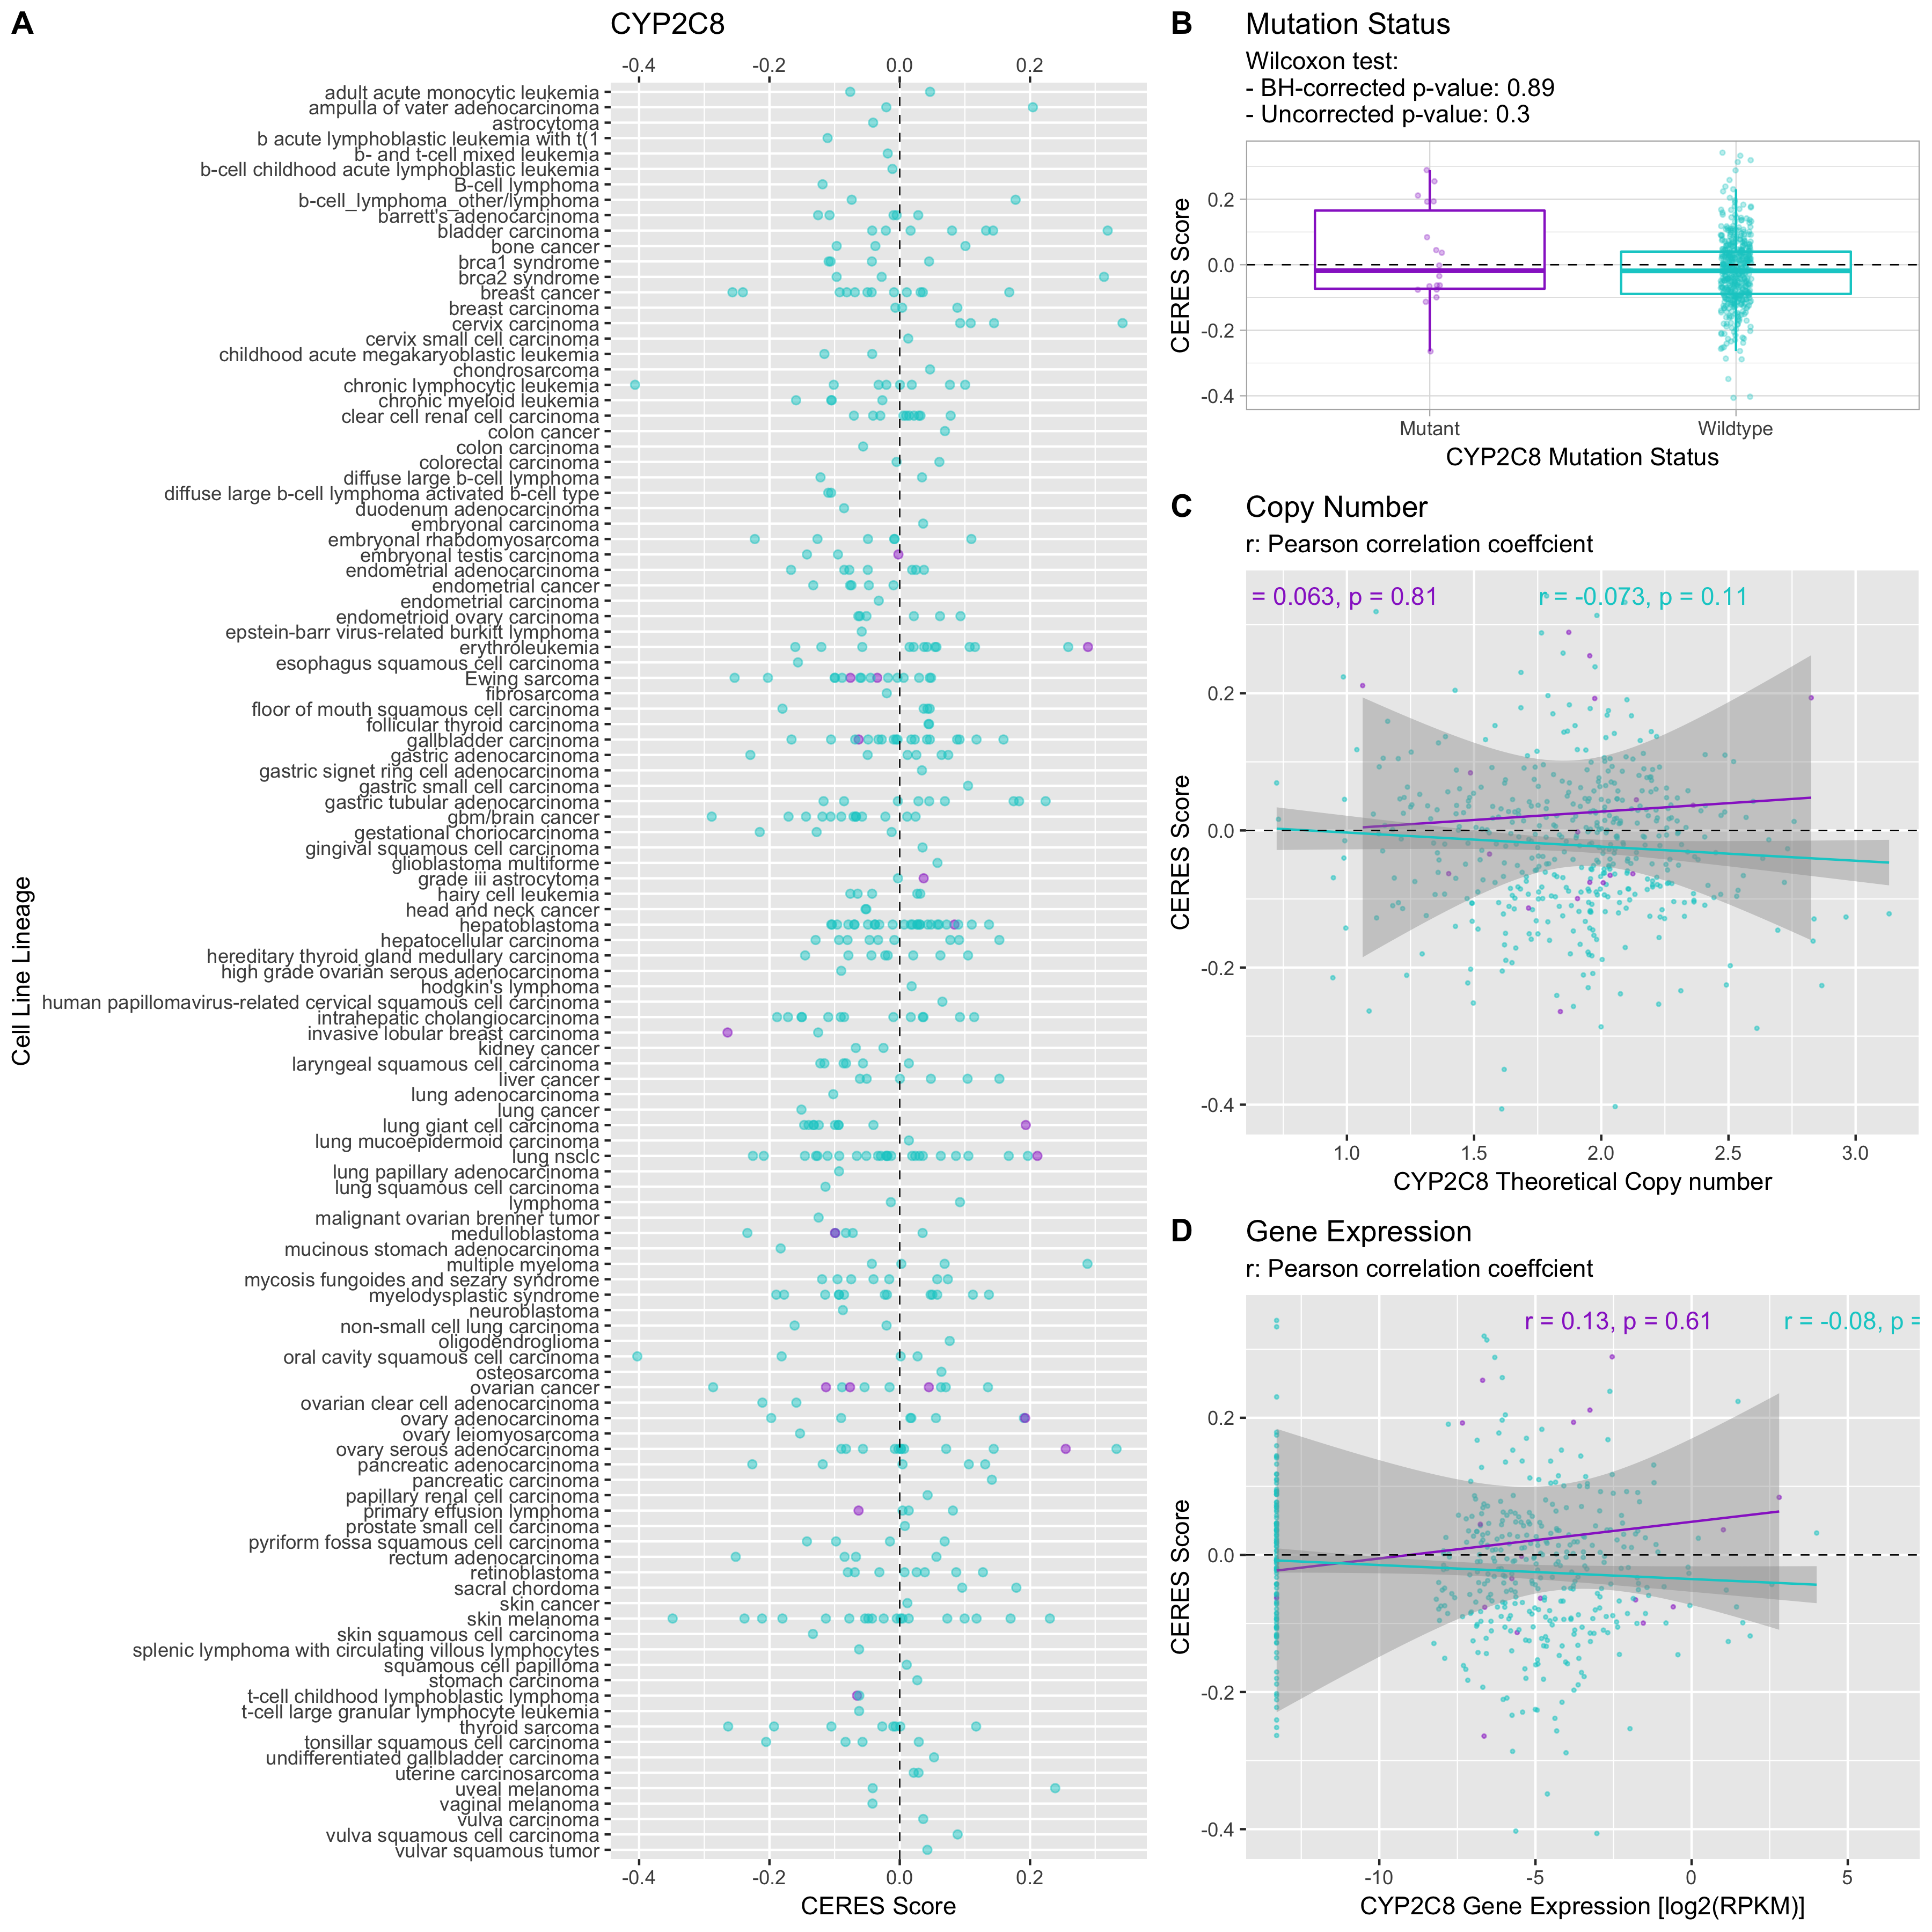 A
CYP2C8
-0.4 -0.2 0.0 0.2
adult acute monocytic leukemia
ampulla of vater adenocarcinoma
astrocytoma
b acute lymphoblastic leukemia with t(1
b- and t-cell mixed leukemia
b-cell childhood acute lymphoblastic leukemia
B-cell lymphoma
b-cell_lymphoma_other/lymphoma
barrett's adenocarcinoma
bladder carcinoma
bone cancer
brca1 syndrome
brca2 syndrome
breast cancer
breast carcinoma
cervix carcinoma
cervix small cell carcinoma
childhood acute megakaryoblastic leukemia
chondrosarcoma
chronic lymphocytic leukemia
chronic myeloid leukemia
clear cell renal cell carcinoma
colon cancer
colon carcinoma
colorectal carcinoma
diffuse large b-cell lymphoma
diffuse large b-cell lymphoma activated b-cell type
duodenum adenocarcinoma
embryonal carcinoma
embryonal rhabdomyosarcoma
embryonal testis carcinoma
endometrial adenocarcinoma
endometrial cancer
endometrial carcinoma
endometrioid ovary carcinoma
epstein-barr virus-related burkitt lymphoma
erythroleukemia
esophagus squamous cell carcinoma
Ewing sarcoma
fibrosarcoma
floor of mouth squamous cell carcinoma
follicular thyroid carcinoma
gallbladder carcinoma
gastric adenocarcinoma
gastric signet ring cell adenocarcinoma
gastric small cell carcinoma
gastric tubular adenocarcinoma
gbm/brain cancer
gestational choriocarcinoma
gingival squamous cell carcinoma
glioblastoma multiforme
grade iii astrocytoma
hairy cell leukemia
head and neck cancer
hepatoblastoma
hepatocellular carcinoma
hereditary thyroid gland medullary carcinoma
high grade ovarian serous adenocarcinoma
hodgkin's lymphoma
human papillomavirus-related cervical squamous cell carcinoma
intrahepatic cholangiocarcinoma
invasive lobular breast carcinoma
kidney cancer
laryngeal squamous cell carcinoma
liver cancer
lung adenocarcinoma
lung cancer
lung giant cell carcinoma
lung mucoepidermoid carcinoma
lung nsclc
lung papillary adenocarcinoma
lung squamous cell carcinoma
lymphoma
malignant ovarian brenner tumor
medulloblastoma
mucinous stomach adenocarcinoma
multiple myeloma
mycosis fungoides and sezary syndrome
myelodysplastic syndrome
neuroblastoma
non-small cell lung carcinoma
oligodendroglioma
oral cavity squamous cell carcinoma
osteosarcoma
ovarian cancer
ovarian clear cell adenocarcinoma
ovary adenocarcinoma
ovary leiomyosarcoma
ovary serous adenocarcinoma
pancreatic adenocarcinoma
pancreatic carcinoma
papillary renal cell carcinoma
primary effusion lymphoma
prostate small cell carcinoma
pyriform fossa squamous cell carcinoma
rectum adenocarcinoma
retinoblastoma
sacral chordoma
skin cancer
skin melanoma
skin squamous cell carcinoma
splenic lymphoma with circulating villous lymphocytes
squamous cell papilloma
stomach carcinoma
t-cell childhood lymphoblastic lymphoma
t-cell large granular lymphocyte leukemia
thyroid sarcoma
tonsillar squamous cell carcinoma
undifferentiated gallbladder carcinoma
uterine carcinosarcoma
uveal melanoma
vaginal melanoma
vulva carcinoma
vulva squamous cell carcinoma
vulvar squamous tumor
-0.4 -0.2 0.0 0.2
CERES Score
Cell Line Lineage
B
Mutation Status
Wilcoxon test:
- BH-corrected p-value: 0.89
- Uncorrected p-value: 0.3
0.2
0.0
-0.2
-0.4
CERES Score
Mutant Wildtype
CYP2C8 Mutation Status
C
Copy Number
r: Pearson correlation coeffcient
= 0.063, p = 0.81 r = -0.073, p = 0.11
0.2
0.0
-0.2
-0.4
CERES Score
1.0 1.5 2.0 2.5 3.0
CYP2C8 Theoretical Copy number
D
Gene Expression
r: Pearson correlation coeffcient
r = 0.13, p = 0.61 r = -0.08, p =
0.2
0.0
-0.2
-0.4
CERES Score
-10 -5 0 5
CYP2C8 Gene Expression [log2(RPKM)]